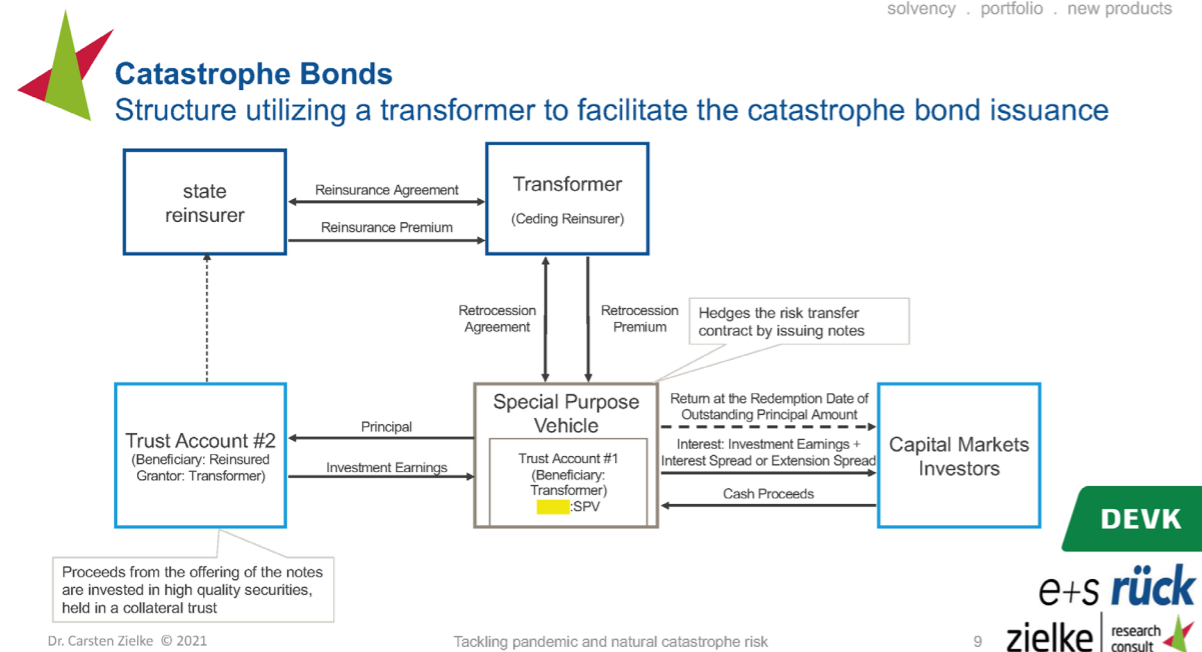 solvency . portfolio . new products
Catastrophe Bonds
Structure utilizing a transformer to facilitate the catastrophe bond issuance
state
reinsurer
Reinsurance Agreement
Reinsurance Premium
Transformer
(Ceding Reinsurer)
Retrocession
Agreement
Retrocession
Premium
Hedges the risk transfer
contract by issuing notes
Trust Account #2
(Beneficiary: Reinsured
Grantor: Transformer)
Principal
Investment Earnings
Special Purpose
Vehicle
Trust Account #1
(Beneficiary:
Transformer)
:SPV
Return at the Redemption Date of
Outstanding Principal Amount
Interest: Investment Earnings +
Interest Spread or Extension Spread
Cash Proceeds
Capital Markets
Investors
Proceeds from the offering of the notes
are invested in high quality securities,
held in a collateral trust
DEVK
e+s rück
zielke research
consult
Dr. Carsten Zielke © 2021
Tackling pandemic and natural catastrophe risk
9